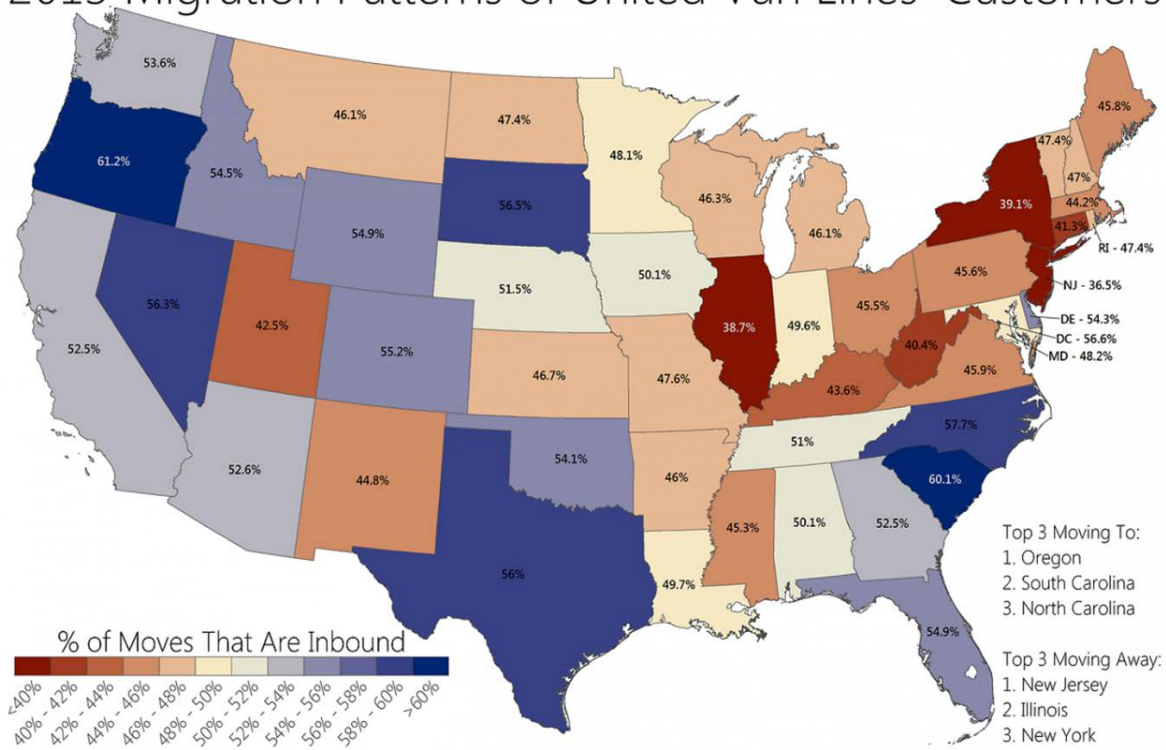 Migration Patterns of United Van Lines' Customers
53.6%
46.1%
47.4%
48.1%
45.8%
61.2%
54.5%
47.4%
47%
46.3%
56.5%
39.1%
44.2%
41.3%
54.9%
46.1%
RI - 47.4%
50.1%
45.6%
NJ - 36.5%
51.5%
56.3%
45.5%
42.5%
38.7%
49.6%
DE - 54.3%
DC - 56.6%
MD - 48.2%
52.5%
55.2%
40.4%
46.7%
47.6%
43.6%
45.9%
57.7%
51%
54.1%
52.6%
44.8%
46%
60.1%
45.3%
50.1%
52.5%
56%
49.7%
54.9%
Top 3 Moving To:
1. Oregon
2. South Carolina
3. North Carolina
Top 3 Moving Away:
1. New Jersey
2. Illinois
3. New York
% of Moves That Are Inbound
<40%
40% - 42%
42% - 44%
44% - 46%
46% - 48%
48% - 50%
50% - 52%
52% - 54%
54% - 56%
56% - 58%
58% - 60%
>60%